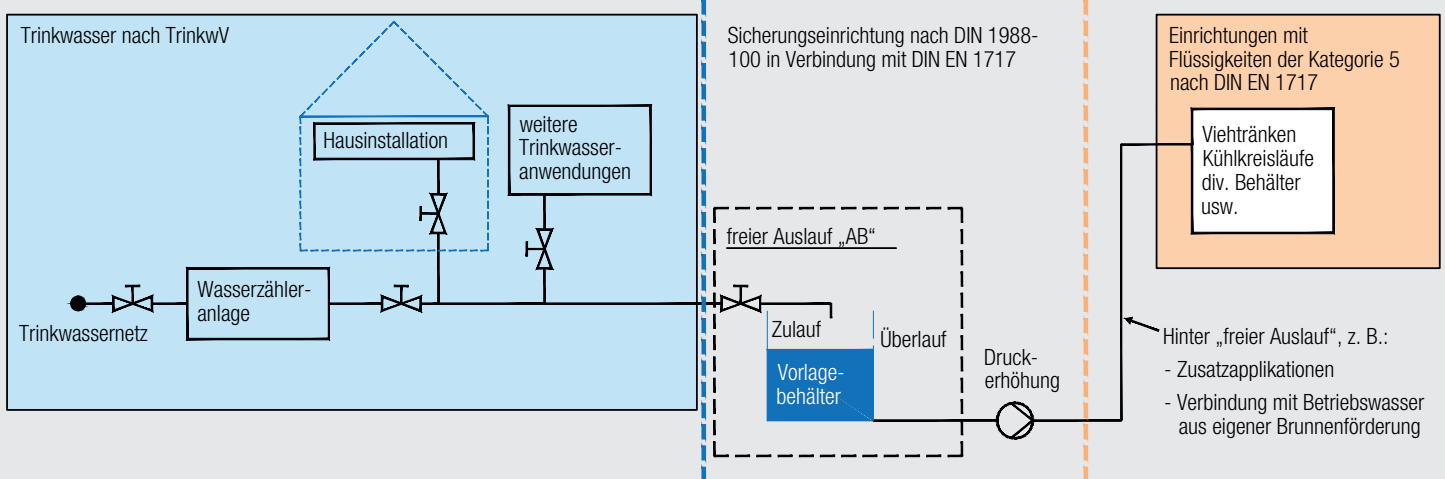 Trinkwasser nach TrinkwV
Hausinstallation
weitere
Trinkwasser-
anwendungen
Wasserzähler-
anlage
Trinkwassernetz
Sicherungseinrichtung nach DIN 1988-
100 in Verbindung mit DIN EN 1717
freier Auslauf „AB“
Zulauf
Überlauf
Vorlage-
behälter
Druck-
erhöhung
Einrichtungen mit
Flüssigkeiten der Kategorie 5
nach DIN EN 1717
Viehtränken
Kühlkreisläufe
div. Behälter
usw.
Hinter „freier Auslauf“, z. B.:
- Zusatzapplikationen
- Verbindung mit Betriebswasser
aus eigener Brunnenförderung